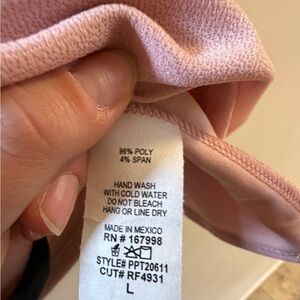 96% POLY
4% SPAN
HAND WASH
WITH COLD WATER
DO NOT BLEACH
HANG OR LINE DRY
MADE IN MEXICO
RN # 167998
STYLE# PPT20611
CUT# RF4931
L